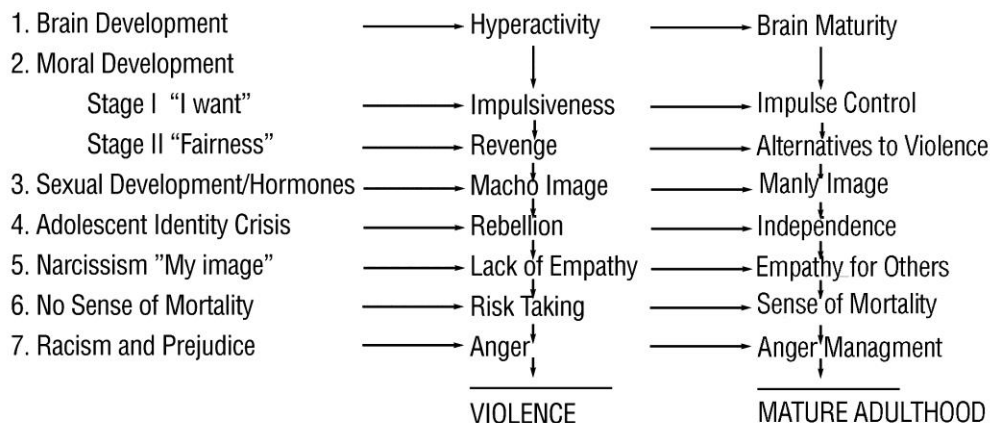 1. Brain Development Hyperactivity Brain Maturity
2. Moral Development
Stage I "I want" Impulsiveness Impulse Control
Stage II "Fairness” Revenge Alternatives to Violence
3. Sexual Development/Hormones Macho Image Manly Image
4. Adolescent Identity Crisis Rebellion Independence
5. Narcissism ”My image” Lack of Empathy Empathy for Others
6. No Sense of Mortality Risk Taking Sense of Mortality
7. Racism and Prejudice Anger Anger Managment
VIOLENCE MATURE ADULTHOOD